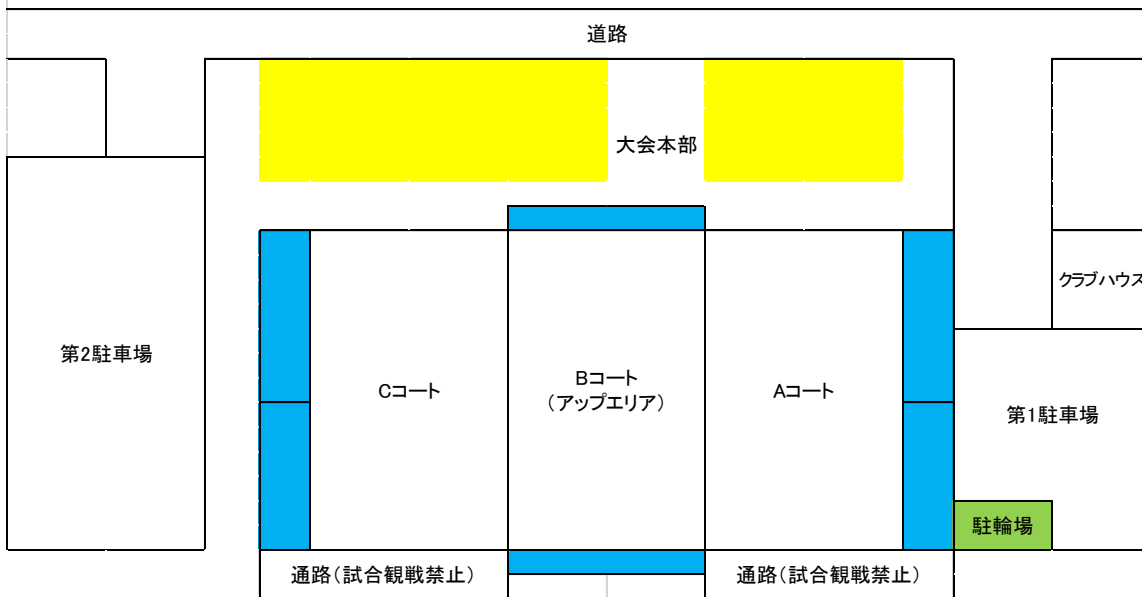 道路
大会本部
クラブハウス
第2駐車場
Cコート
Bコート
（アップエリア）
Aコート
第1駐車場
駐輪場
通路（試合観戦禁止）
通路（試合観戦禁止）